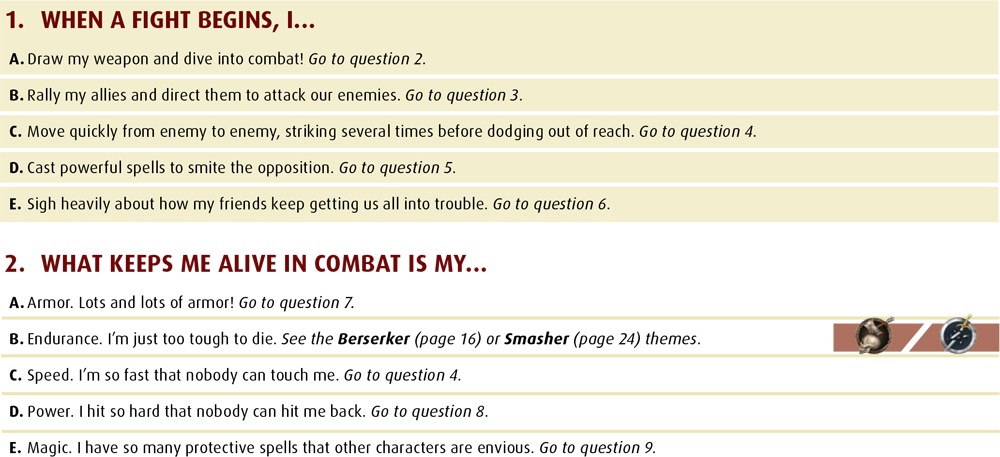 1. WHEN A FIGHT BEGINS, I...
A. Draw my weapon and dive into combat! Go to question 2.
B. Rally my allies and direct them to attack our enemies. Go to question 3.
C. Move quickly from enemy to enemy, striking several times before dodging out of reach. Go to question 4.
D. Cast powerful spells to smite the opposition. Go to question 5.
E. Sigh heavily about how my friends keep getting us all into trouble. Go to question 6.
2. WHAT KEEPS ME ALIVE IN COMBAT IS MY...
A. Armor. Lots and lots of armor! Go to question 7.
B. Endurance. I’m just too tough to die. See the Berserker (page 16) or Smasher (page 24) themes.
C. Speed. I’m so fast that nobody can touch me. Go to question 4.
D. Power. I hit so hard that nobody can hit me back. Go to question 8.
E. Magic. I have so many protective spells that other characters are envious. Go to question 9.